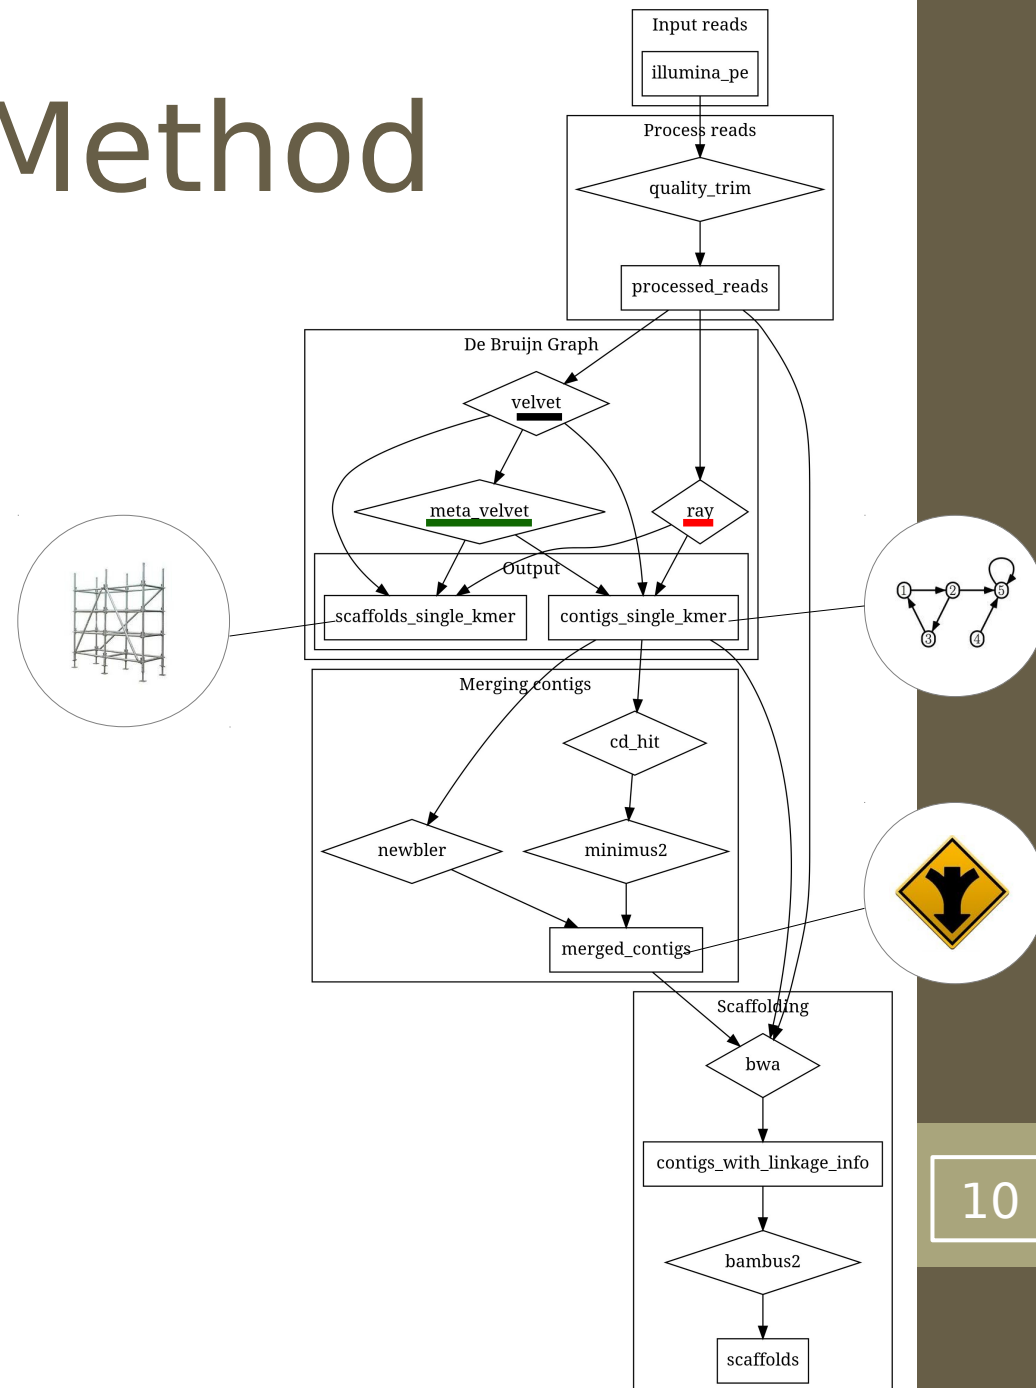 Method
Input reads
illumina_pe
Process reads
quality_trim
processed_reads
De Bruijn Graph
velvet
meta_velvet
ray
Output
scaffolds_single_kmer
contigs_single_kmer
1
2
5
3
4
Merging contigs
cd_hit
newbler
minimus2
merged_contigs
Scaffolding
bwa
contigs_with_linkage_info
10
bambus2
scaffolds